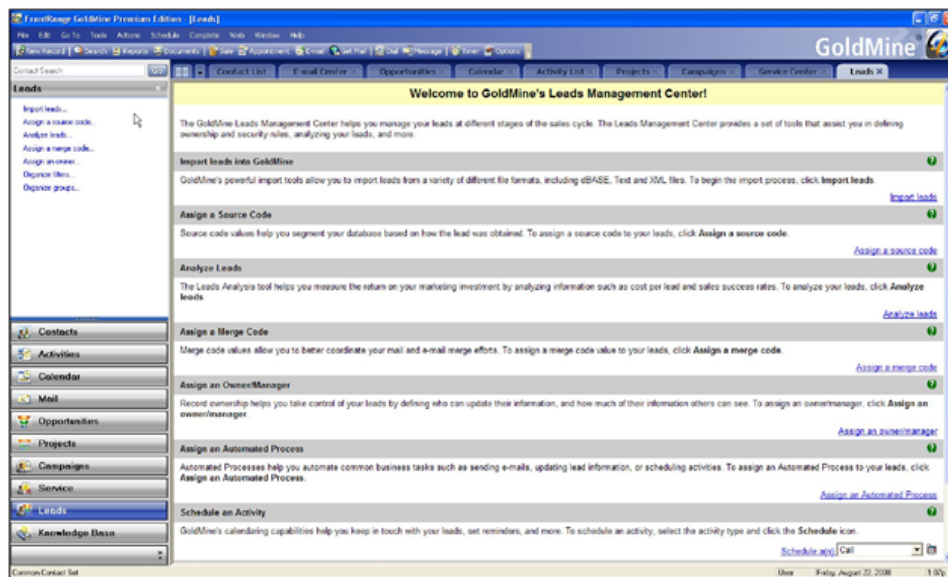 FrontRange GoldMine Premium Edition - [Leads]
File Edit Go To Tools Actions Schedule Complete Web Window Help
New Record Search Reports Documents Sale Appointment E-mail Get Mail Dial Message Timer Options
GoldMine
Contact Search GO
Contact List E-mail Center Opportunities Calendar Activity List Projects Campaigns Service Center Leads
Leads
Import leads...
Assign a source code...
Analyze leads...
Assign a merge code...
Assign an owner...
Organize filters...
Organize groups...
Contacts
Activities
Calendar
Mail
Opportunities
Projects
Campaigns
Service
Leads
Knowledge Base
Welcome to GoldMine's Leads Management Center!
The GoldMine Leads Management Center helps you manage your leads at different stages of the sales cycle. The Leads Management Center provides a set of tools that assist you in defining
ownership and security rules, analyzing your leads, and more.
Import leads into GoldMine
GoldMine's powerful import tools allow you to import leads from a variety of different file formats, including dBASE, Text and XML files. To begin the import process, click Import leads.
Import leads
Assign a Source Code
Source code values help you segment your database based on how the lead was obtained. To assign a source code to your leads, click Assign a source code.
Assign a source code
Analyze Leads
The Leads Analysis tool helps you measure the return on your marketing investment by analyzing information such as cost per lead and sales success rates. To analyze your leads, click Analyze
leads.
Analyze leads
Assign a Merge Code
Merge code values allow you to better coordinate your mail and e-mail merge efforts. To assign a merge code value to your leads, click Assign a merge code.
Assign a merge code
Assign an Owner/Manager
Record ownership helps you take control of your leads by defining who can update their information, and how much of their information others can see. To assign an owner/manager, click Assign an
owner/manager.
Assign an owner/manager
Assign an Automated Process
Automated Processes help you automate common business tasks such as sending e-mails, updating lead information, or scheduling activities. To assign an Automated Process to your leads, click
Assign an Automated Process.
Assign an Automated Process
Schedule an Activity
GoldMine's calendaring capabilities help you keep in touch with your leads, set reminders, and more. To schedule an activity, select the activity type and click the Schedule icon.
Schedule a(n) Call
Common Contact Set User Friday, August 22, 2008